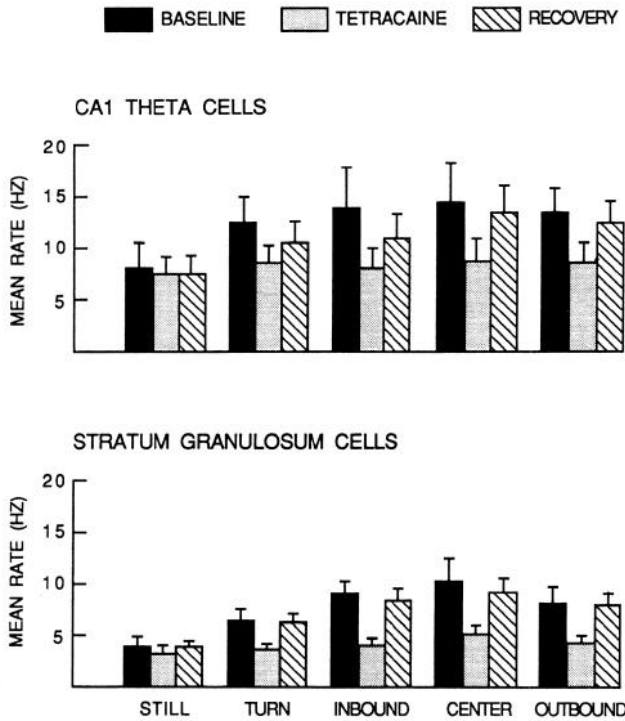 BASELINE TETRACAINE RECOVERY
CA1 THETA CELLS
MEAN RATE (HZ)
20
15
10
5
STRATUM GRANULOSUM CELLS
MEAN RATE (HZ)
20
15
10
5
STILL TURN INBOUND CENTER OUTBOUND